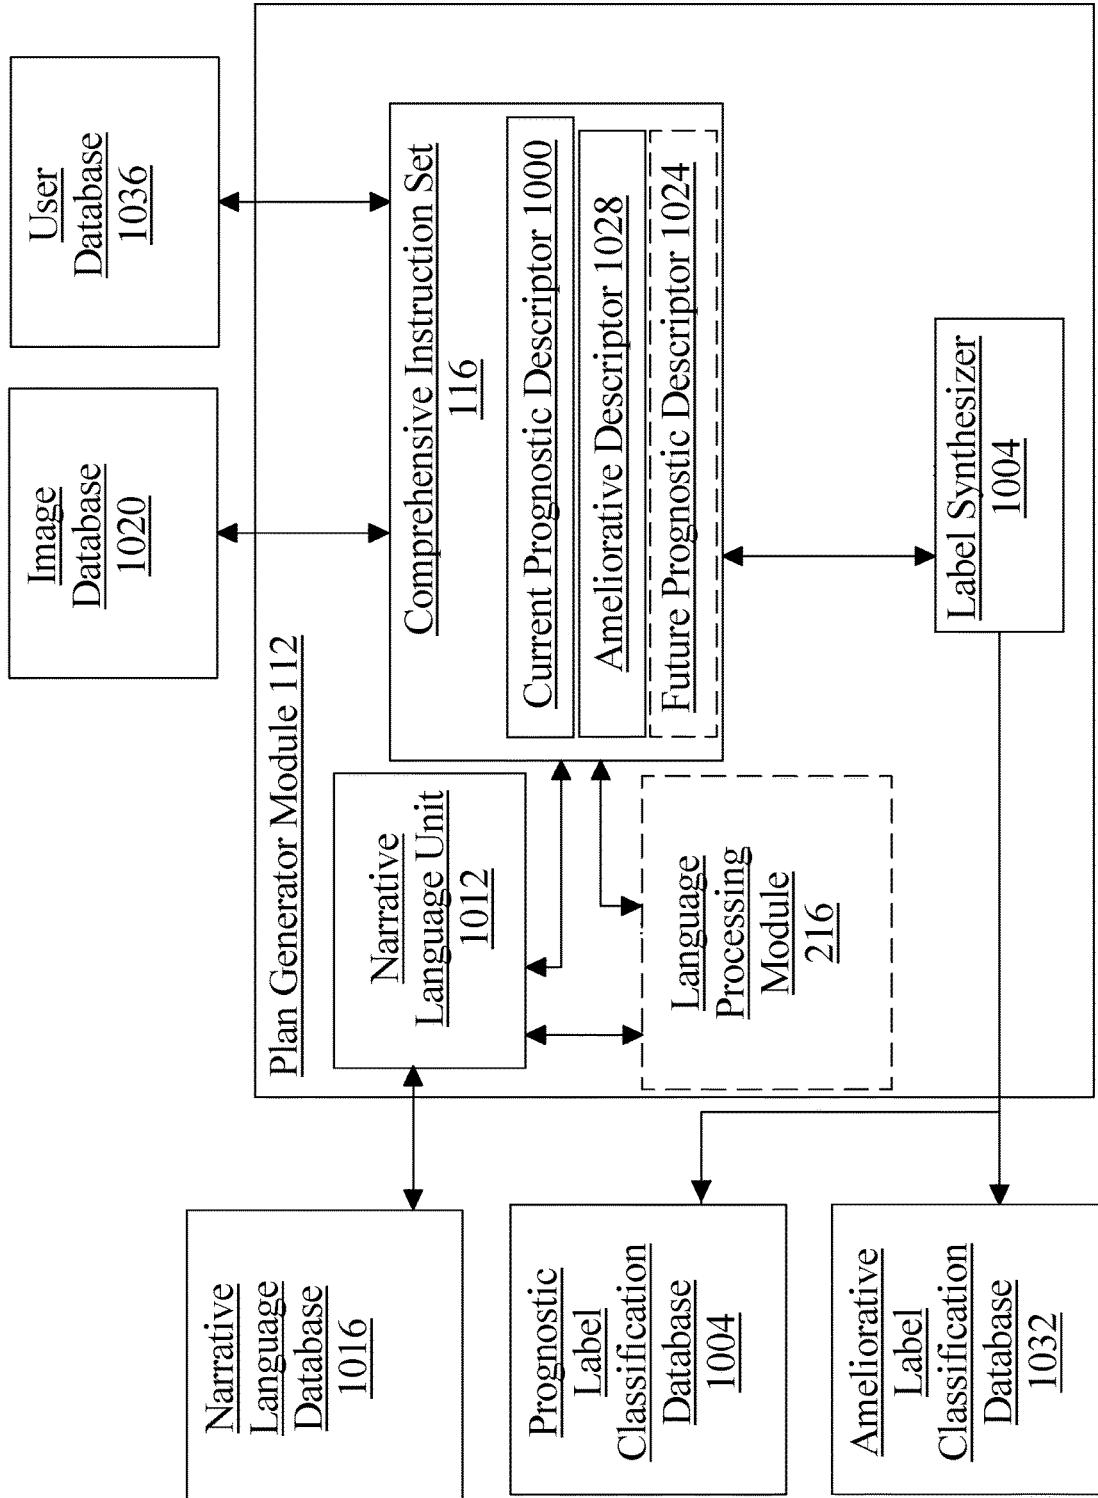 User
Database
1036
Image
Database
1020
Plan Generator Module 112
Comprehensive Instruction Set
116
Current Prognostic Descriptor 1000
Ameliorative Descriptor 1028
Future Prognostic Descriptor 1024
Narrative
Language Unit
1012
Language
Processing
Module
216
Label Synthesizer
1004
Narrative
Language
Database
1016
Prognostic
Label
Classification
Database
1004
Ameliorative
Label
Classification
Database
1032